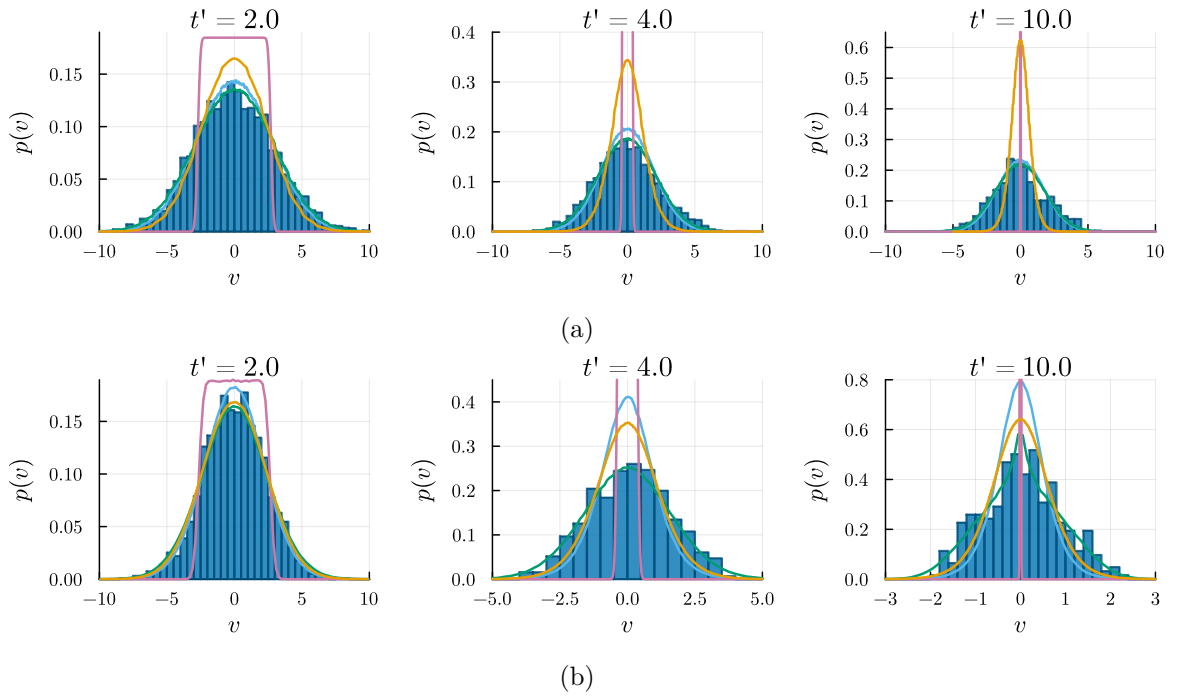 t' = 2.0 t' = 4.0 t' = 10.0
p(v) 0.15 0.10 0.05 0.00
−10 −5 0 5 10
v
p(v) 0.4 0.3 0.2 0.1 0.0
−10 −5 0 5 10
v
p(v) 0.6 0.5 0.4 0.3 0.2 0.1 0.0
−10 −5 0 5 10
v
(a)
t' = 2.0 t' = 4.0 t' = 10.0
p(v) 0.15 0.10 0.05 0.00
−10 −5 0 5 10
v
p(v) 0.4 0.3 0.2 0.1 0.0
−5.0 −2.5 0.0 2.5 5.0
v
p(v) 0.8 0.6 0.4 0.2 0.0
−3 −2 −1 0 1 2 3
v
(b)